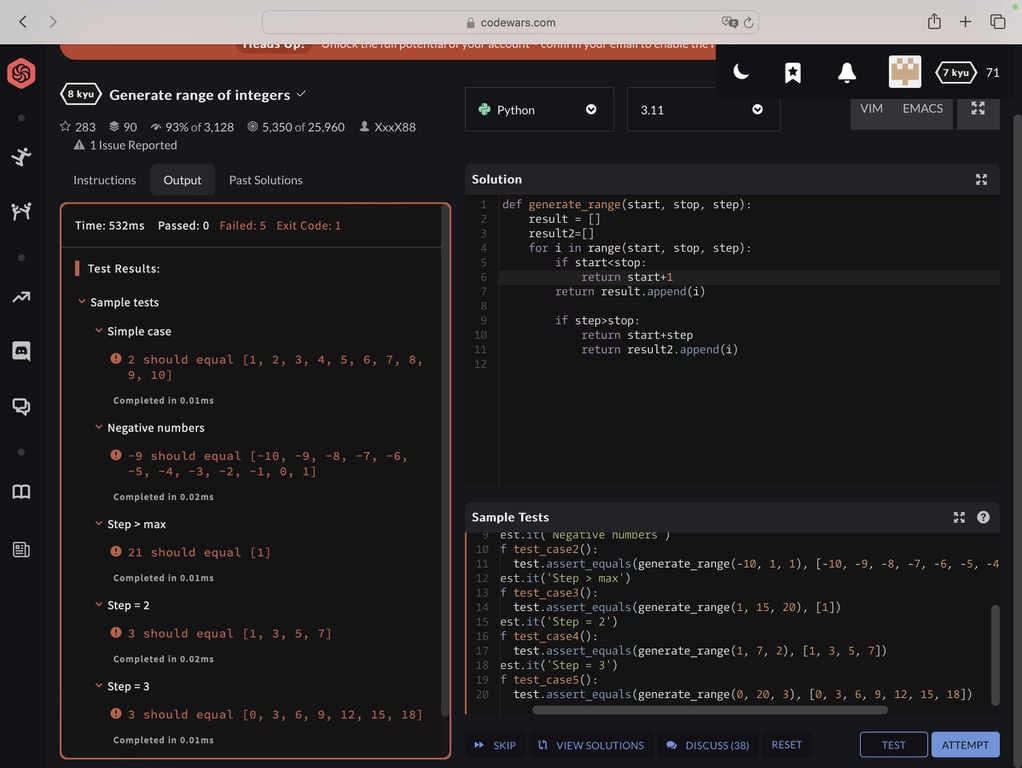 codewars.com
Heads Up! Unlock the full potential of your account - confirm your email to enable the
8 kyu Generate range of integers
283 90 93% of 3,128 5,350 of 25,960 XxxX88
1 Issue Reported
Python
3.11
VIM EMACS
7 kyu 71
Instructions Output Past Solutions
Time: 532ms Passed: 0 Failed: 5 Exit Code: 1
Test Results:
Sample tests
Simple case
2 should equal [1, 2, 3, 4, 5, 6, 7, 8,
9, 10]
Completed in 0.01ms
Negative numbers
-9 should equal [-10, -9, -8, -7, -6,
-5, -4, -3, -2, -1, 0, 1]
Completed in 0.02ms
Step > max
21 should equal [1]
Completed in 0.01ms
Step = 2
3 should equal [1, 3, 5, 7]
Completed in 0.02ms
Step = 3
3 should equal [0, 3, 6, 9, 12, 15, 18]
Completed in 0.01ms
Solution
1 def generate_range(start, stop, step):
2 result = []
3 result2=[]
4 for i in range(start, stop, step):
5 if start<stop:
6 return start+1
7 return result.append(i)
8
9 if step>stop:
10 return start+step
11 return result2.append(i)
12
Sample Tests
9 est.it('Negative numbers')
10 f test_case2():
11 test.assert_equals(generate_range(-10, 1, 1), [-10, -9, -8, -7, -6, -5, -4
12 est.it('Step > max')
13 f test_case3():
14 test.assert_equals(generate_range(1, 15, 20), [1])
15 est.it('Step = 2')
16 f test_case4():
17 test.assert_equals(generate_range(1, 7, 2), [1, 3, 5, 7])
18 est.it('Step = 3')
19 f test_case5():
20 test.assert_equals(generate_range(0, 20, 3), [0, 3, 6, 9, 12, 15, 18])
SKIP VIEW SOLUTIONS DISCUSS (38) RESET TEST ATTEMPT